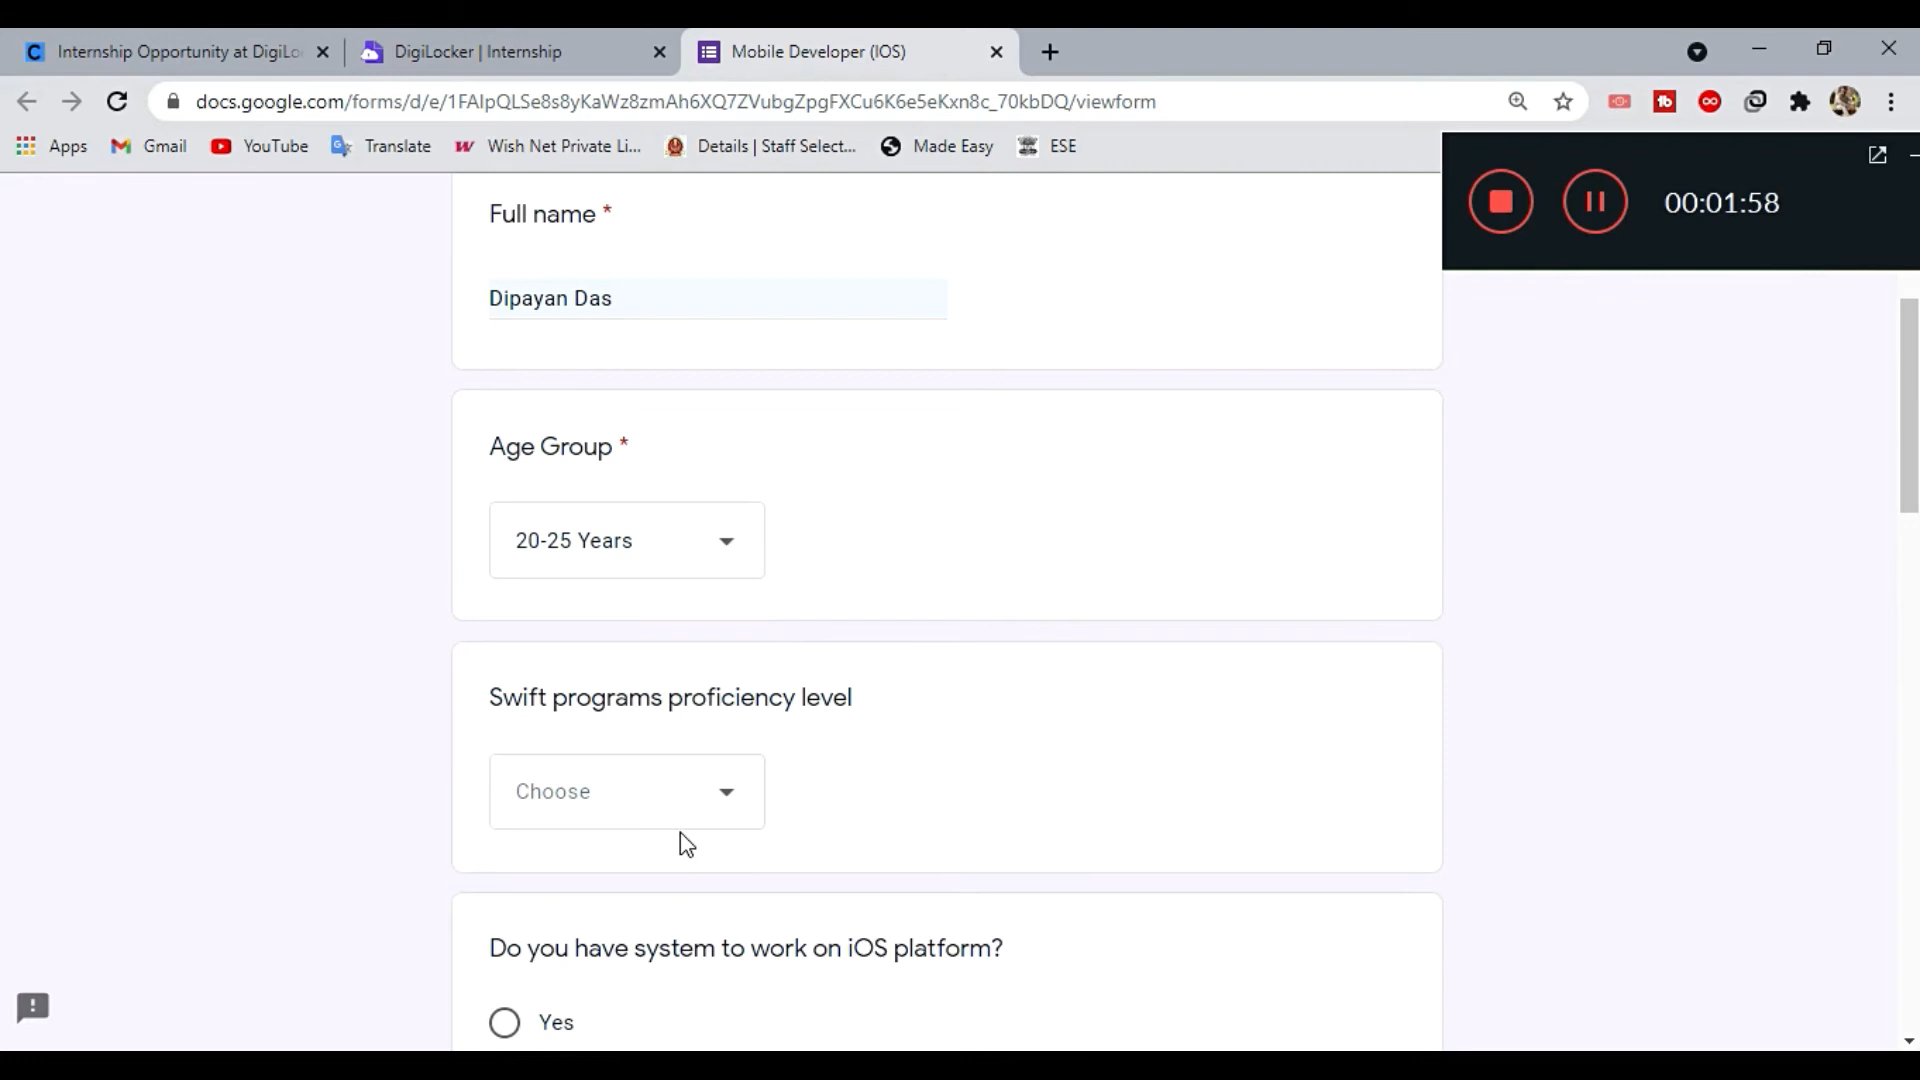 Internship Opportunity at DigiLo
DigiLocker | Internship
Mobile Developer (IOS)
docs.google.com/forms/d/e/1FAIpQLSe8s8yKaWz8zmAh6XQ7ZVubgZpgFXCu6K6e5eKxn8c_70kbDQ/viewform
Apps
Gmail
YouTube
Translate
Wish Net Private Li...
Details | Staff Select...
Made Easy
ESE
00:01:58
Full name *
Dipayan Das
Age Group *
20-25 Years
Swift programs proficiency level
Choose
Do you have system to work on iOS platform?
Yes